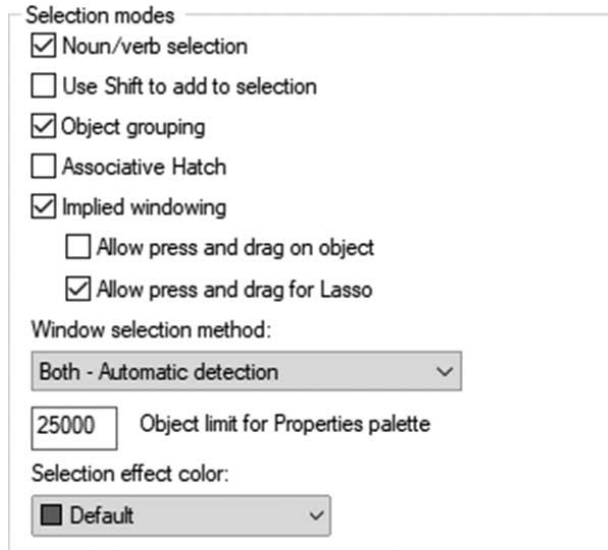 Selection modes
Noun/verb selection
Use Shift to add to selection
Object grouping
Associative Hatch
Implied windowing
Allow press and drag on object
Allow press and drag for Lasso
Window selection method:
Both - Automatic detection
25000 Object limit for Properties palette
Selection effect color:
Default